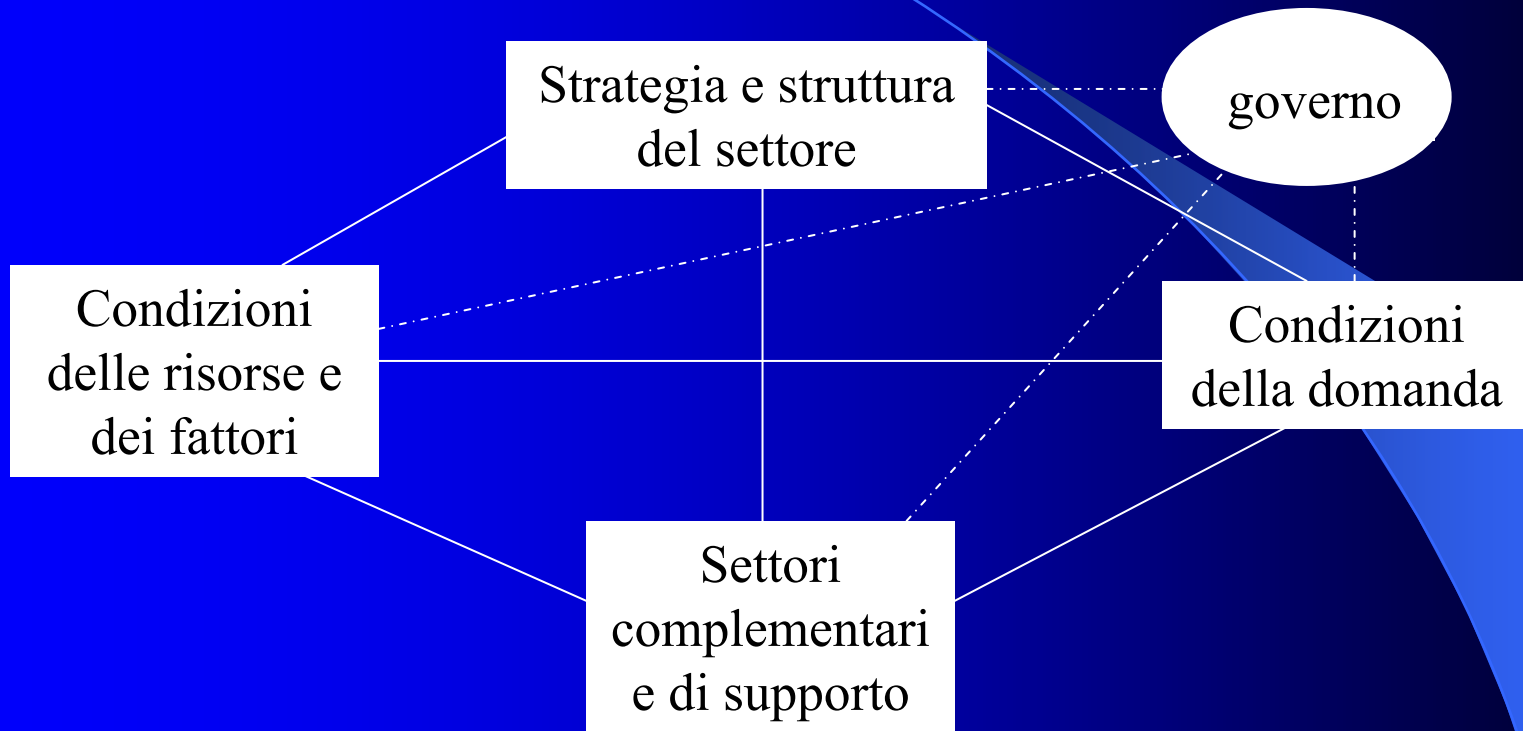 Strategia e struttura
del settore
governo
Condizioni
delle risorse e
dei fattori
Condizioni
della domanda
Settori
complementari
e di supporto